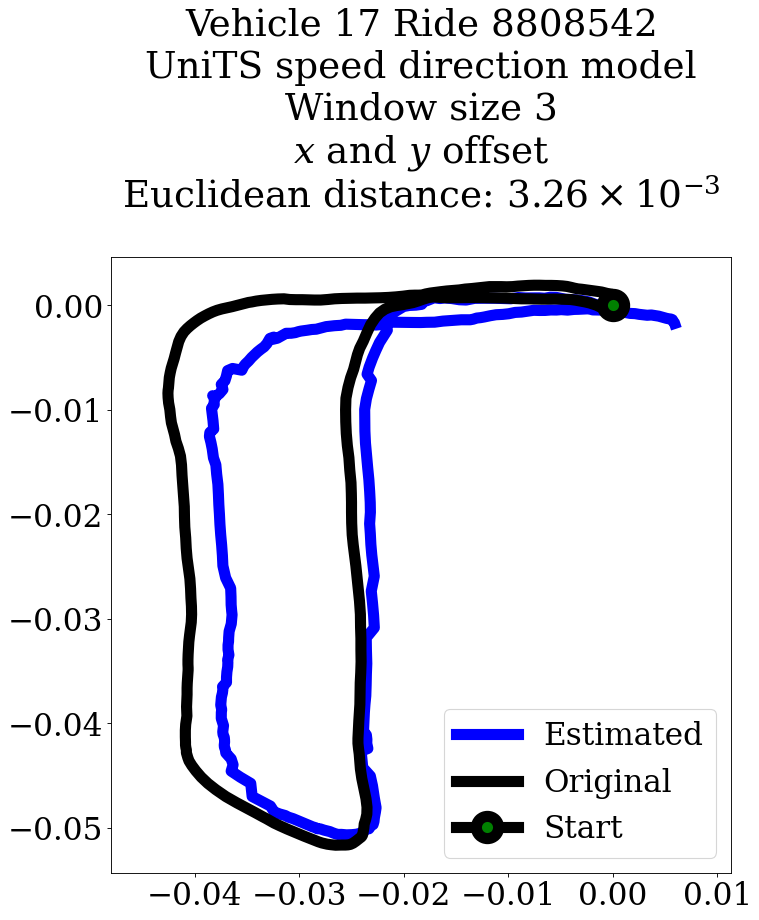 Vehicle 17 Ride 8808542
UniTS speed direction model
Window size 3
x and y offset
Euclidean distance: 3.26 × 10⁻³
0.00
−0.01
−0.02
−0.03
−0.04
−0.05
Estimated
Original
Start
−0.04 −0.03 −0.02 −0.01 0.00 0.01